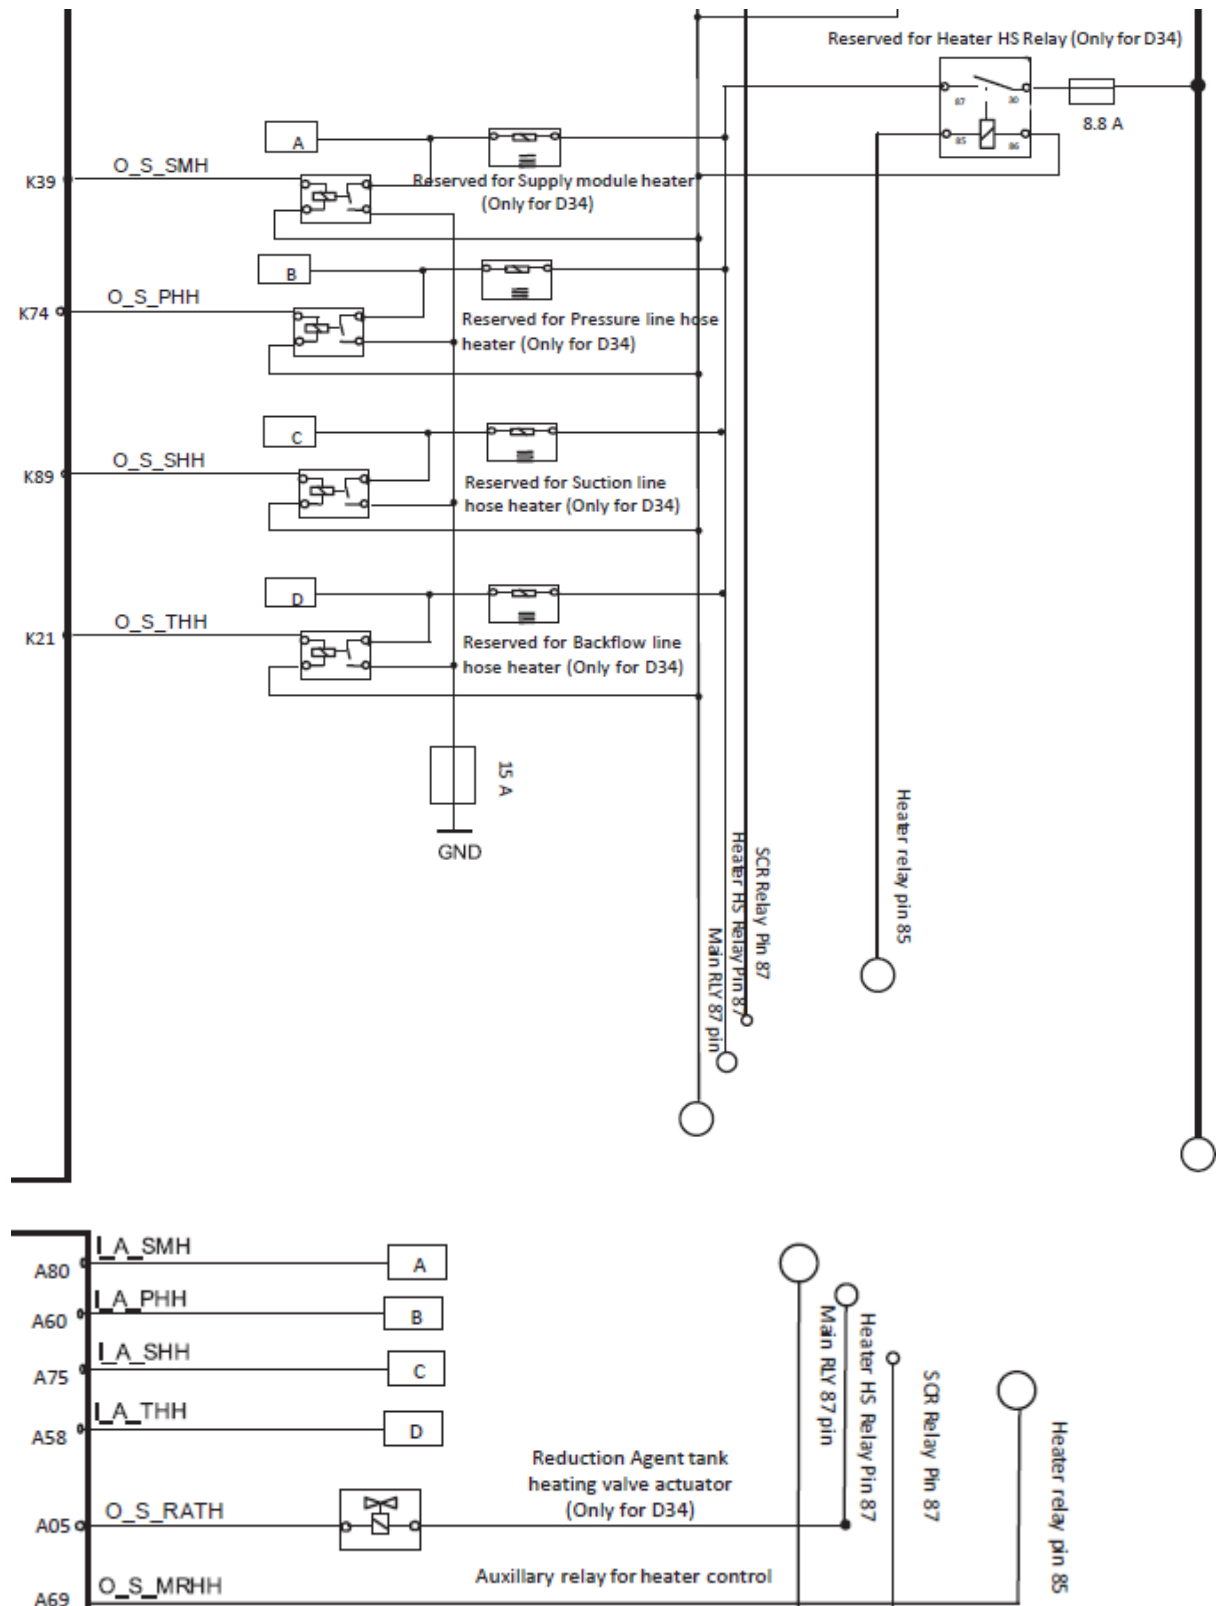 Reserved for Heater HS Relay (Only for D34)
87
30
8.8 A
85
86
A
O_S_SMH
K39
Reserved for Supply module heater
(Only for D34)
B
O_S_PHH
K74
Reserved for Pressure line hose
heater (Only for D34)
C
O_S_SHH
K89
Reserved for Suction line
hose heater (Only for D34)
D
O_S_THH
K21
Reserved for Backflow line
hose heater (Only for D34)
15 A
GND
Main RLY 87 pin
Heater HS Relay Pin 87
SCR Relay Pin 87
Heater relay pin 85
I_A_SMH
A80
A
I_A_PHH
A60
B
I_A_SHH
A75
C
I_A_THH
A58
D
Main RLY 87 pin
Heater HS Relay Pin 87
SCR Relay Pin 87
Heater relay pin 85
Reduction Agent tank
heating valve actuator
(Only for D34)
O_S_RATH
A05
Auxillary relay for heater control
O_S_MRHH
A69